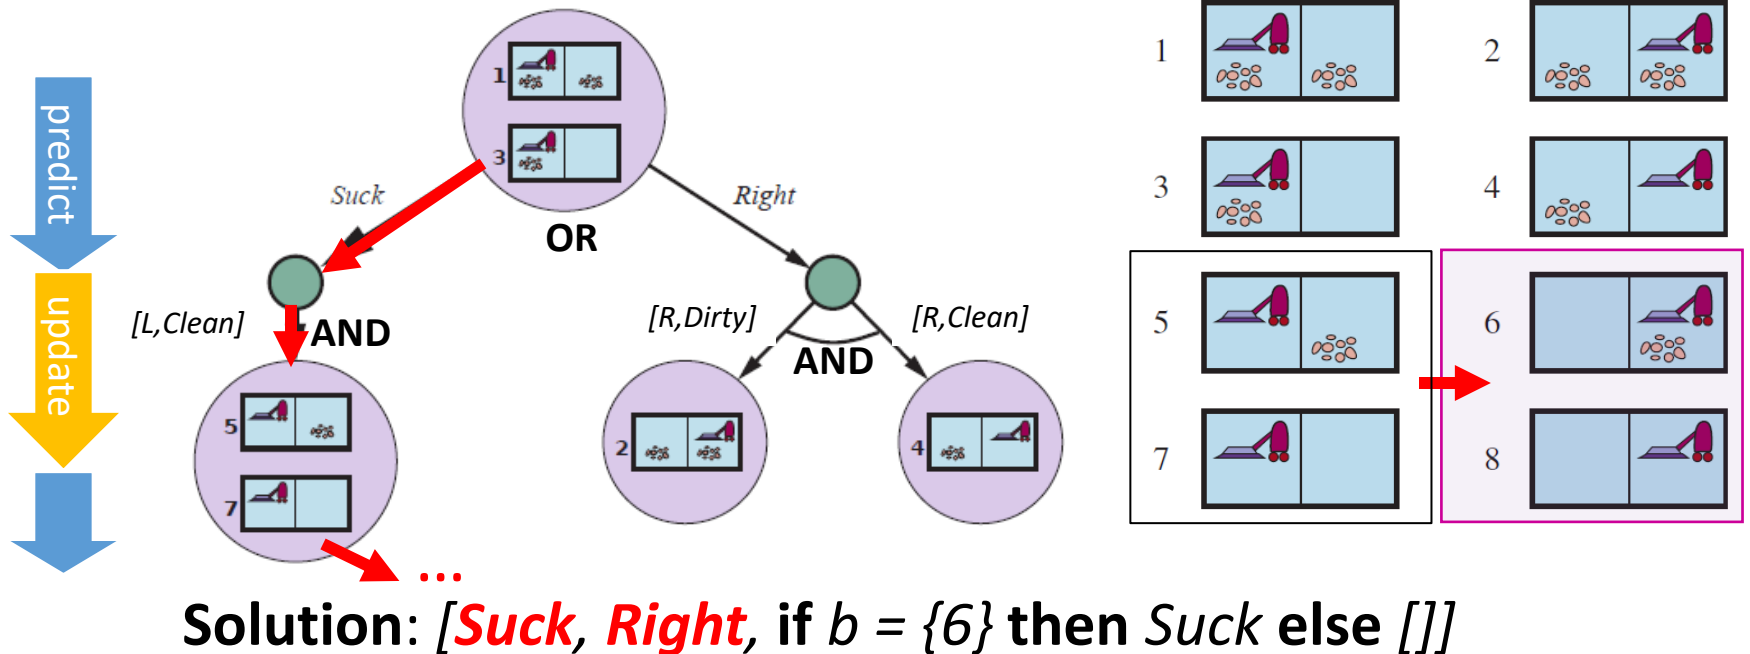 predict
update
1
3
Suck
Right
OR
[L,Clean]
AND
[R,Dirty]
[R,Clean]
AND
5
7
2
4
...
1
2
3
4
5
6
7
8
Solution: [Suck, Right, if b = {6} then Suck else []]